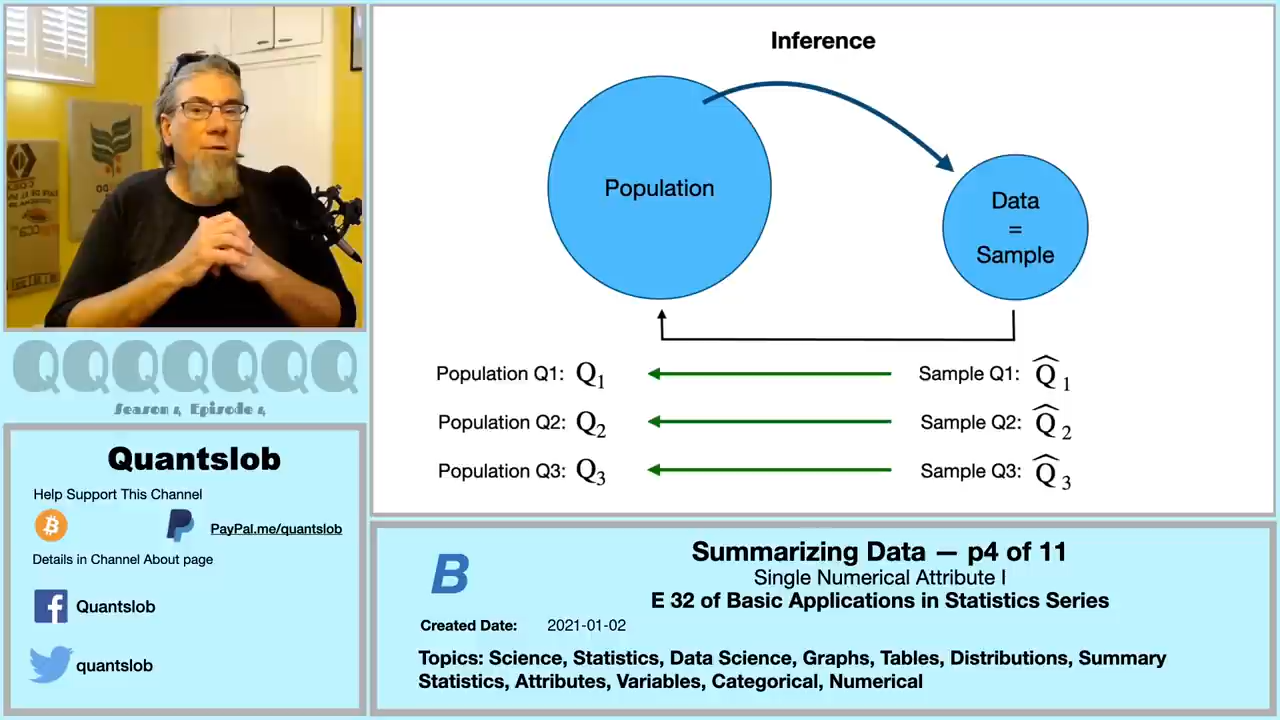 Inference
Population
Data
=
Sample
Population Q1: Q₁
Sample Q1: Q̂ ₁
Population Q2: Q₂
Sample Q2: Q̂ ₂
Population Q3: Q₃
Sample Q3: Q̂ ₃
QQQQQQQ
Season 4 Episode 4
Quantslob
Help Support This Channel
PayPal.me/quantslob
Details in Channel About page
Quantslob
quantslob
B
Summarizing Data — p4 of 11
Single Numerical Attribute I
E 32 of Basic Applications in Statistics Series
Created Date: 2021-01-02
Topics: Science, Statistics, Data Science, Graphs, Tables, Distributions, Summary
Statistics, Attributes, Variables, Categorical, Numerical